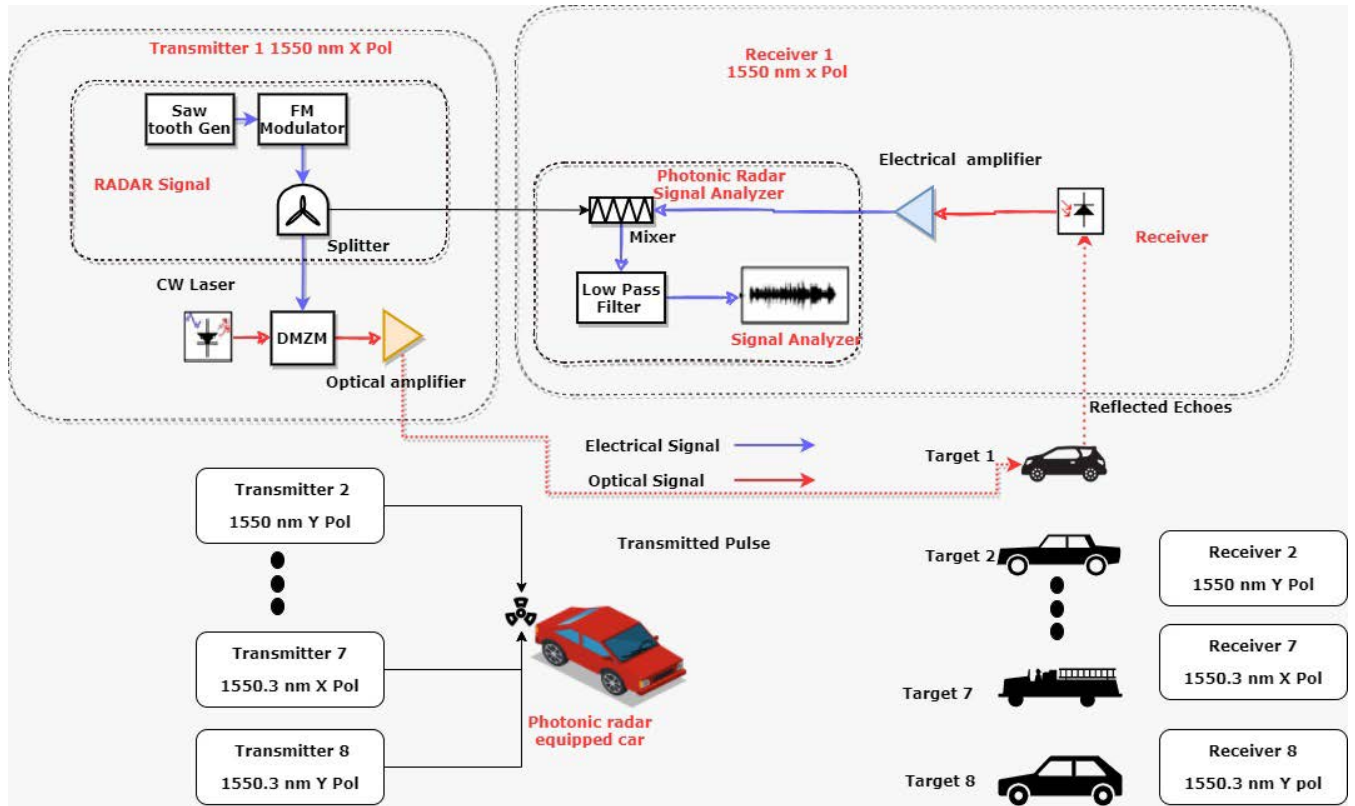 Transmitter 1 1550 nm X Pol
Saw
tooth Gen
FM
Modulator
RADAR Signal
Splitter
CW Laser
DMZM
Optical amplifier
Receiver 1
1550 nm x Pol
Photonic Radar
Signal Analyzer
Mixer
Low Pass
Filter
Signal Analyzer
Electrical amplifier
Receiver
Reflected Echoes
Electrical Signal
Optical Signal
Target 1
Transmitter 2
1550 nm Y Pol
Transmitted Pulse
Target 2
Receiver 2
1550 nm Y Pol
Transmitter 7
1550.3 nm X Pol
Target 7
Receiver 7
1550.3 nm X Pol
Photonic radar
equipped car
Transmitter 8
1550.3 nm Y Pol
Target 8
Receiver 8
1550.3 nm Y pol